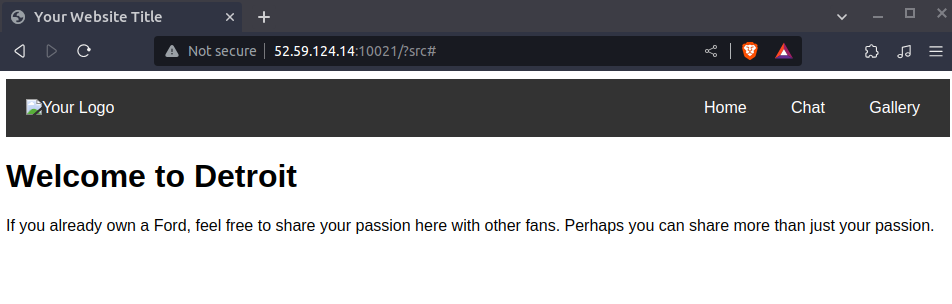 Your Website Title
Not secure 52.59.124.14:10021/?src#
Your Logo Home Chat Gallery
Welcome to Detroit
If you already own a Ford, feel free to share your passion here with other fans. Perhaps you can share more than just your passion.